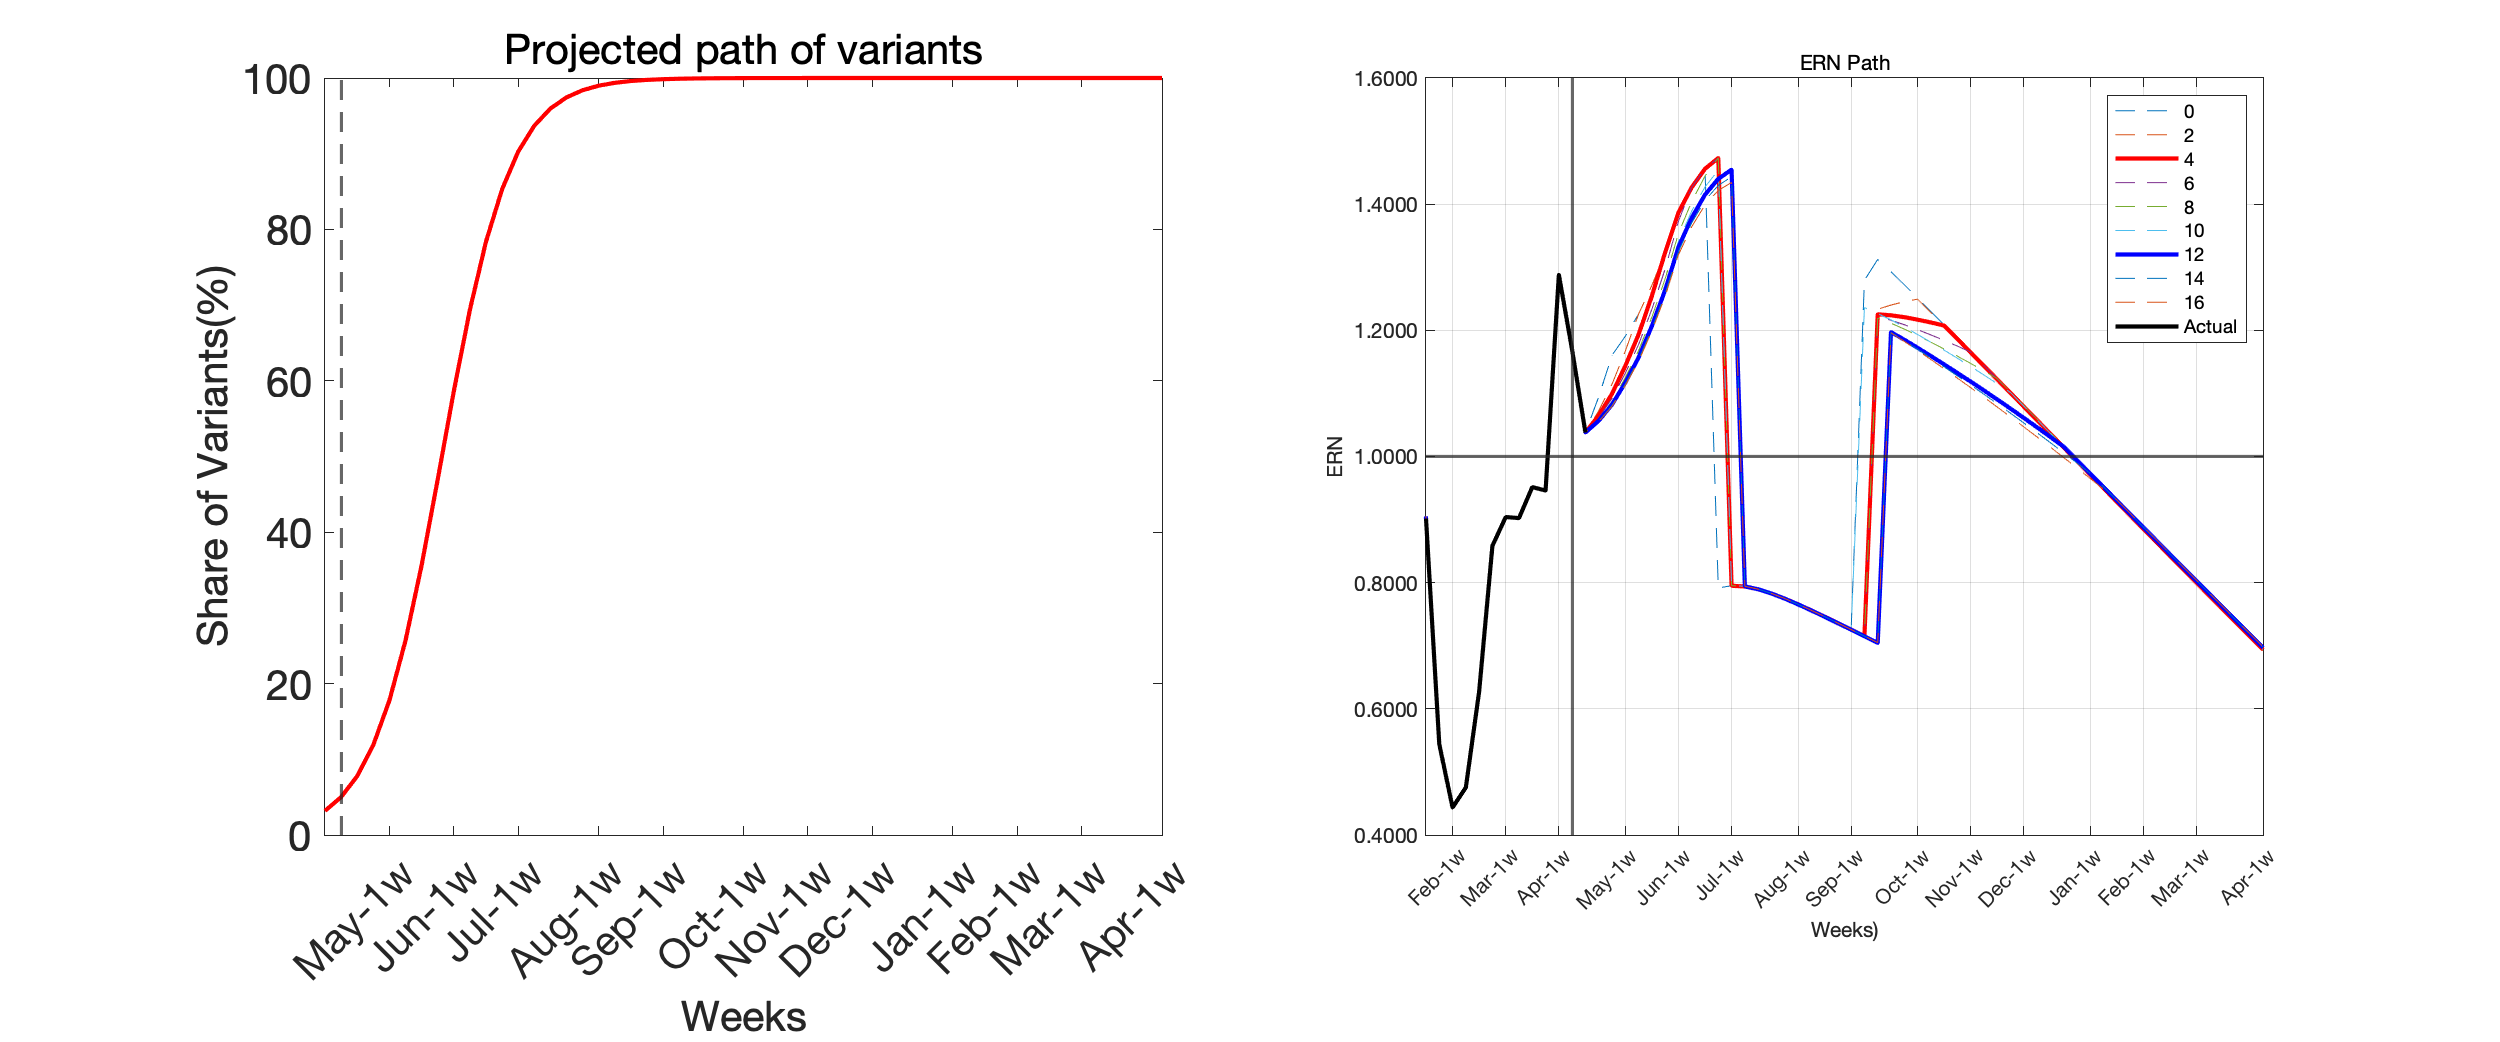 Projected path of variants
100
80
60
40
20
0
Share of Variants(%)
May-1w
Jun-1w
Jul-1w
Aug-1w
Sep-1w
Oct-1w
Nov-1w
Dec-1w
Jan-1w
Feb-1w
Mar-1w
Apr-1w
Weeks
ERN Path
1.6000
1.4000
1.2000
1.0000
0.8000
0.6000
0.4000
ERN
0
2
4
6
8
10
12
14
16
Actual
Feb-1w
Mar-1w
Apr-1w
May-1w
Jun-1w
Jul-1w
Aug-1w
Sep-1w
Oct-1w
Nov-1w
Dec-1w
Jan-1w
Feb-1w
Mar-1w
Apr-1w
Weeks)